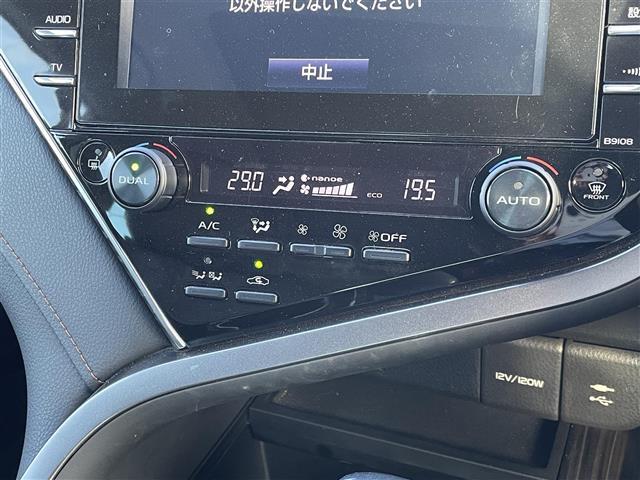 以外操作しないでください
AUDIO
設
TV
中止
B9108
DUAL
29.0
nanoe
ECO
19.5
AUTO
FRONT
A/C
OFF
12V/120W